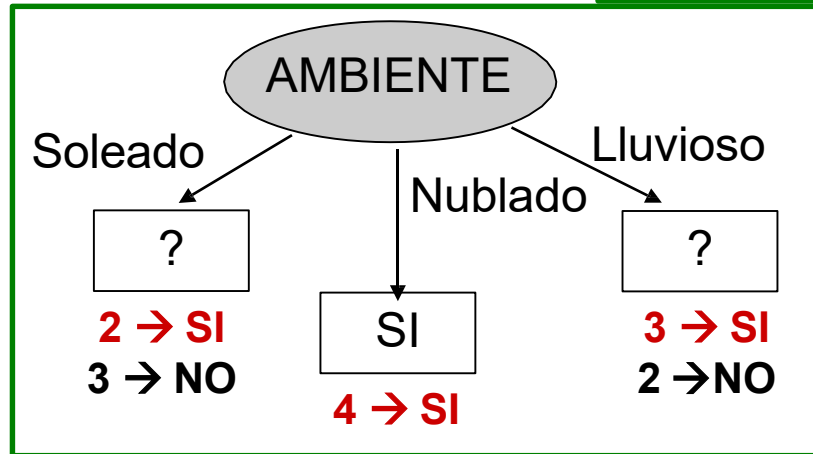 AMBIENTE
Soleado
Nublado
Lluvioso
?
2 → SI
3 → NO
SI
4 → SI
?
3 → SI
2 →NO